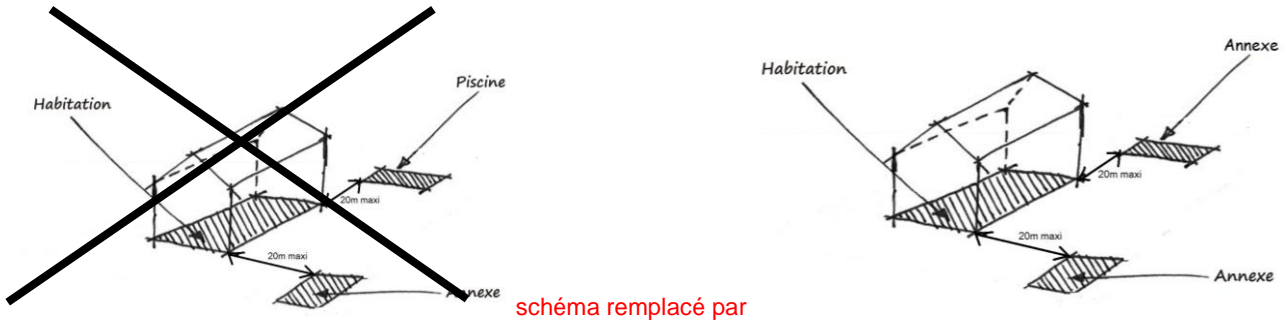 Piscine
Habitation
20m maxi
20m maxi
Annexe
schéma remplacé par
Annexe
Habitation
20m maxi
20m maxi
Annexe